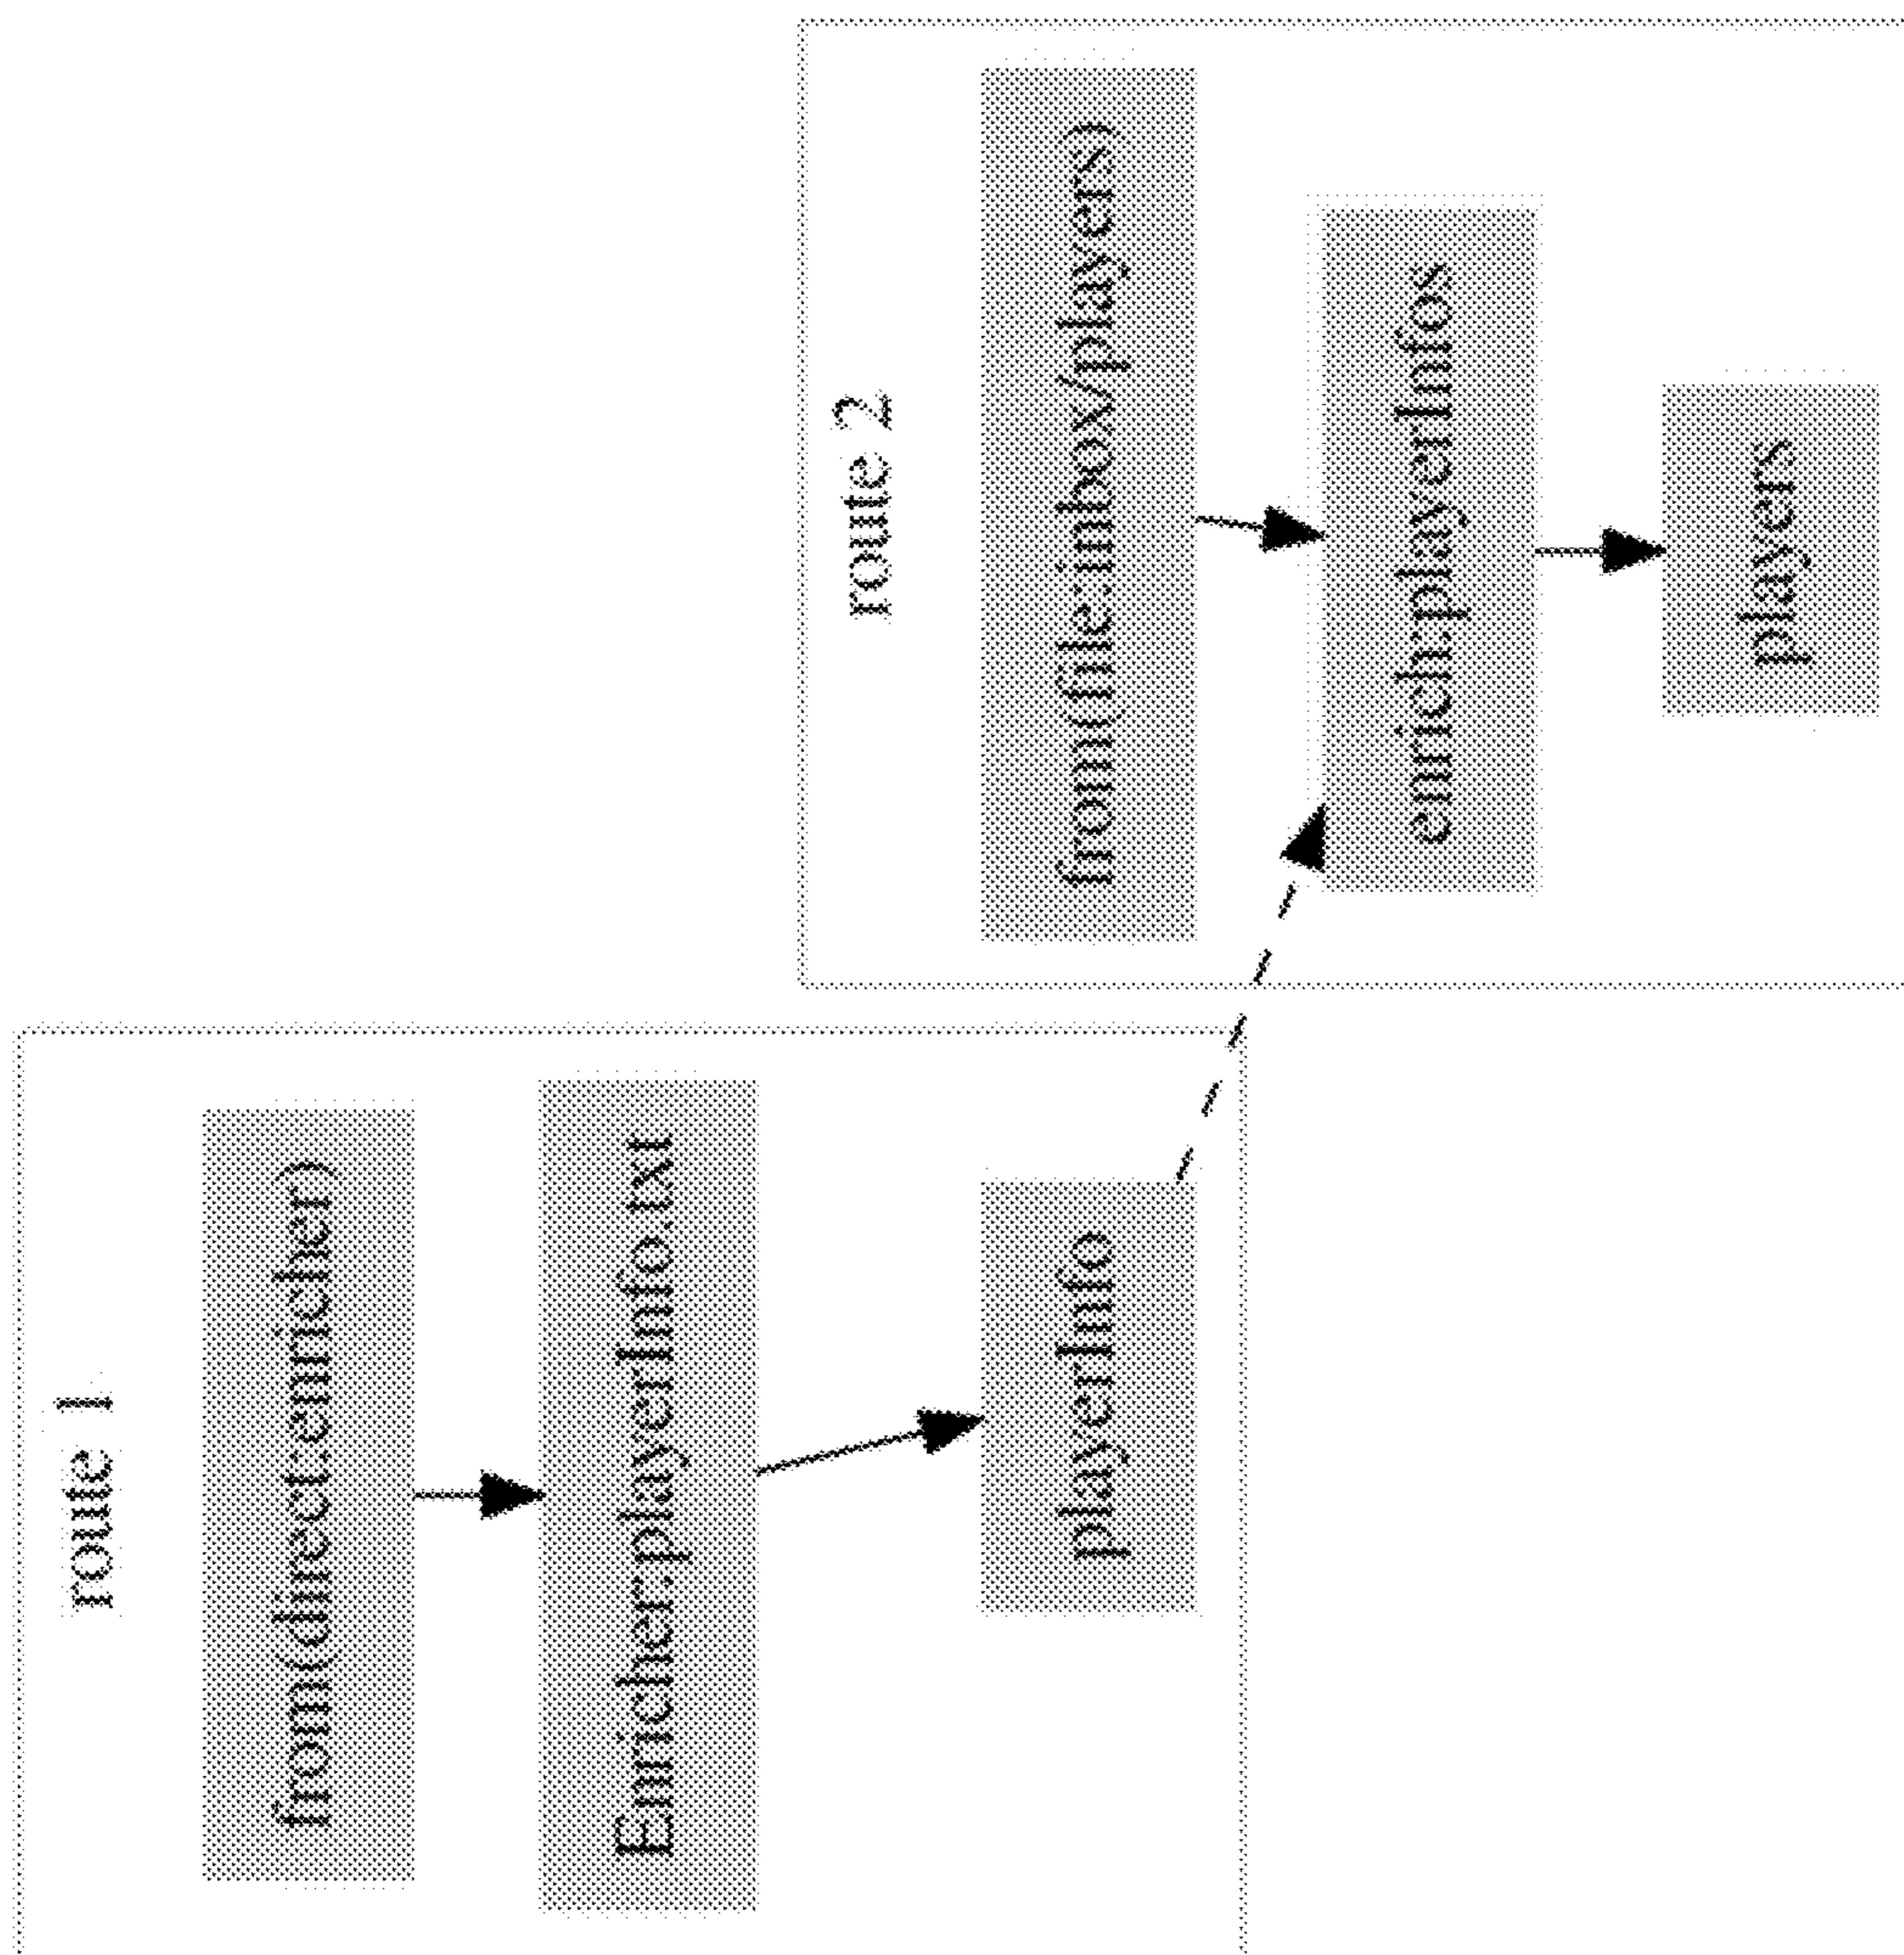 route 1
from(direct:enricher)
Enricher:playerInfo.txt
playerInfo
route 2
from(file:inbox/players)
enrich:playerInfos
players